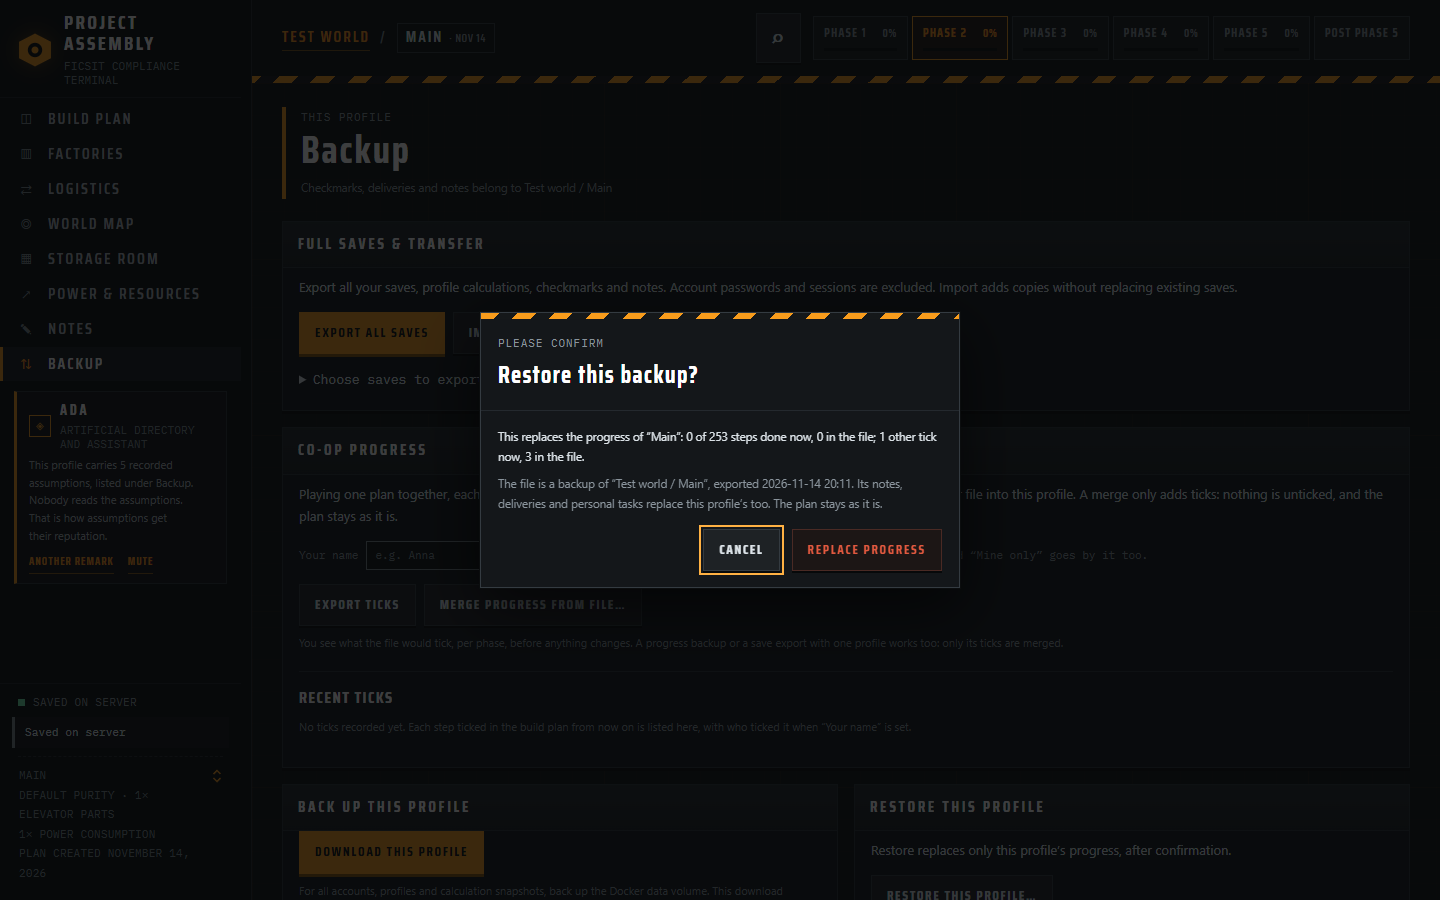 PROJECT
ASSEMBLY
FICSIT COMPLIANCE
TERMINAL
BUILD PLAN
FACTORIES
LOGISTICS
WORLD MAP
STORAGE ROOM
POWER & RESOURCES
NOTES
BACKUP
ADA
ARTIFICIAL DIRECTORY
AND ASSISTANT
This profile carries 5 recorded
assumptions, listed under Backup.
Nobody reads the assumptions.
That is how assumptions get
their reputation.
ANOTHER REMARK MUTE
SAVED ON SERVER
Saved on server
MAIN
DEFAULT PURITY · 1×
ELEVATOR PARTS
1× POWER CONSUMPTION
PLAN CREATED NOVEMBER 14,
2026
TEST WORLD / MAIN · NOV 14
PHASE 1 0% PHASE 2 0% PHASE 3 0% PHASE 4 0% PHASE 5 0% POST PHASE 5
THIS PROFILE
Backup
Checkmarks, deliveries and notes belong to Test world / Main
FULL SAVES & TRANSFER
Export all your saves, profile calculations, checkmarks and notes. Account passwords and sessions are excluded. Import adds copies without replacing existing saves.
EXPORT ALL SAVES
Choose saves to expor
PLEASE CONFIRM
Restore this backup?
This replaces the progress of “Main”: 0 of 253 steps done now, 0 in the file; 1 other tick
now, 3 in the file.
The file is a backup of “Test world / Main”, exported 2026-11-14 20:11. Its notes,
deliveries and personal tasks replace this profile’s too. The plan stays as it is.
CANCEL REPLACE PROGRESS
CO-OP PROGRESS
Playing one plan together, each file into this profile. A merge only adds ticks: nothing is unticked, and the
plan stays as it is.
Your name e.g. Anna “Mine only” goes by it too.
EXPORT TICKS MERGE PROGRESS FROM FILE…
You see what the file would tick, per phase, before anything changes. A progress backup or a save export with one profile works too: only its ticks are merged.
RECENT TICKS
No ticks recorded yet. Each step ticked in the build plan from now on is listed here, with who ticked it when “Your name” is set.
BACK UP THIS PROFILE
DOWNLOAD THIS PROFILE
For all accounts, profiles and calculation snapshots, back up the Docker data volume. This download
RESTORE THIS PROFILE
Restore replaces only this profile's progress, after confirmation.
RESTORE THIS PROFILE…